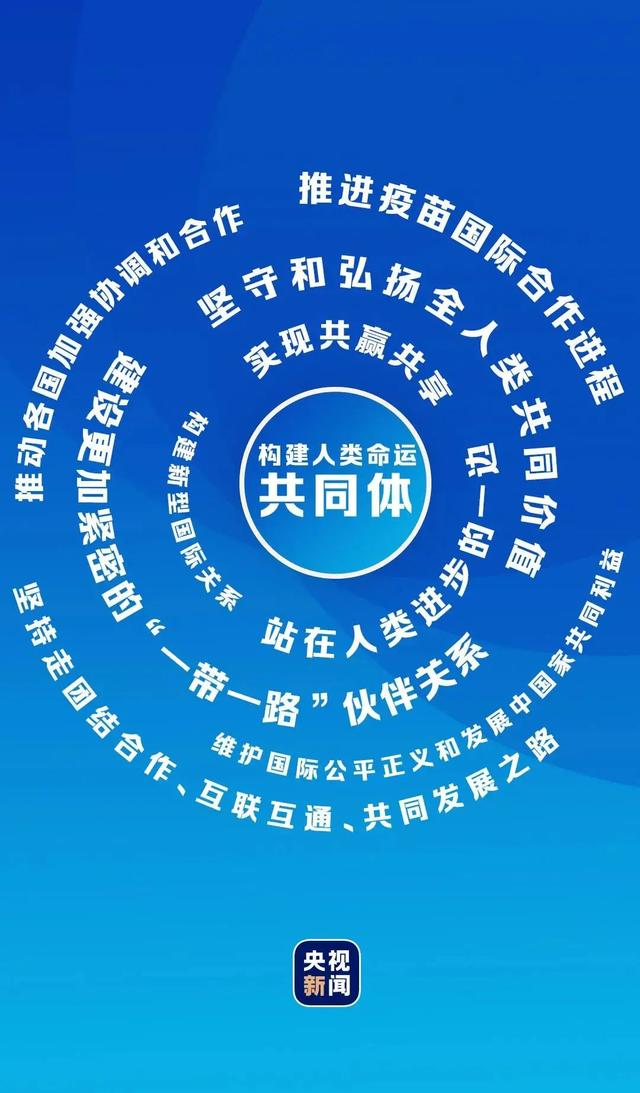 推进疫苗国际合作进程
推动各国加强协调和合作
坚守和弘扬全人类共同价值
实现共赢共享
建设更加紧密的“一带一路”伙伴关系
构建新型国际关系
构建人类命运
共同体
站在人类进步的一边
维护国际公平正义和发展中国家共同利益
坚持走团结合作、互联互通、共同发展之路
央视
新闻